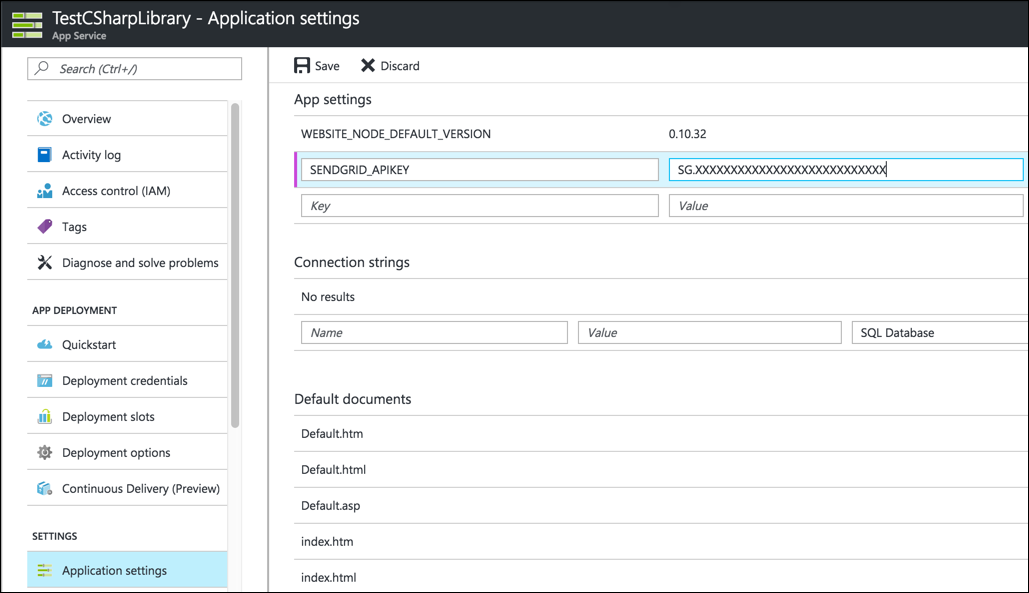 TestCSharpLibrary - Application settings
App Service
Search (Ctrl+/)
Overview
Activity log
Access control (IAM)
Tags
Diagnose and solve problems
APP DEPLOYMENT
Quickstart
Deployment credentials
Deployment slots
Deployment options
Continuous Delivery (Preview)
SETTINGS
Application settings
Save Discard
App settings
WEBSITE_NODE_DEFAULT_VERSION 0.10.32
SENDGRID_APIKEY SG.XXXXXXXXXXXXXXXXXXXXXXXXXXX
Key Value
Connection strings
No results
Name Value SQL Database
Default documents
Default.htm
Default.html
Default.asp
index.htm
index.html